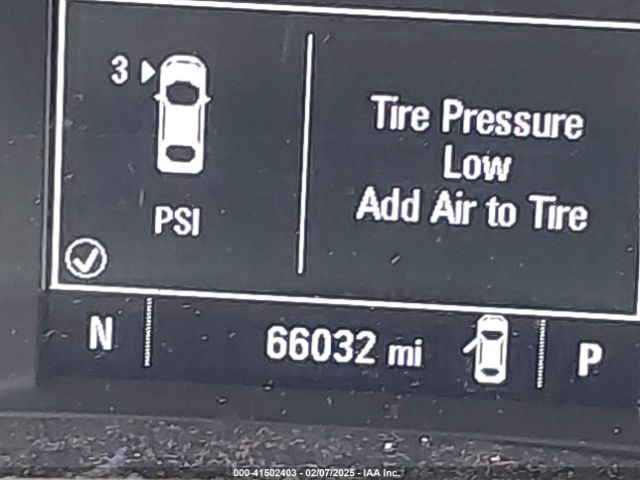 3
PSI
Tire Pressure
Low
Add Air to Tire
N
66032 mi
P
000-41502403 - 02/07/2025 - IAA Inc.